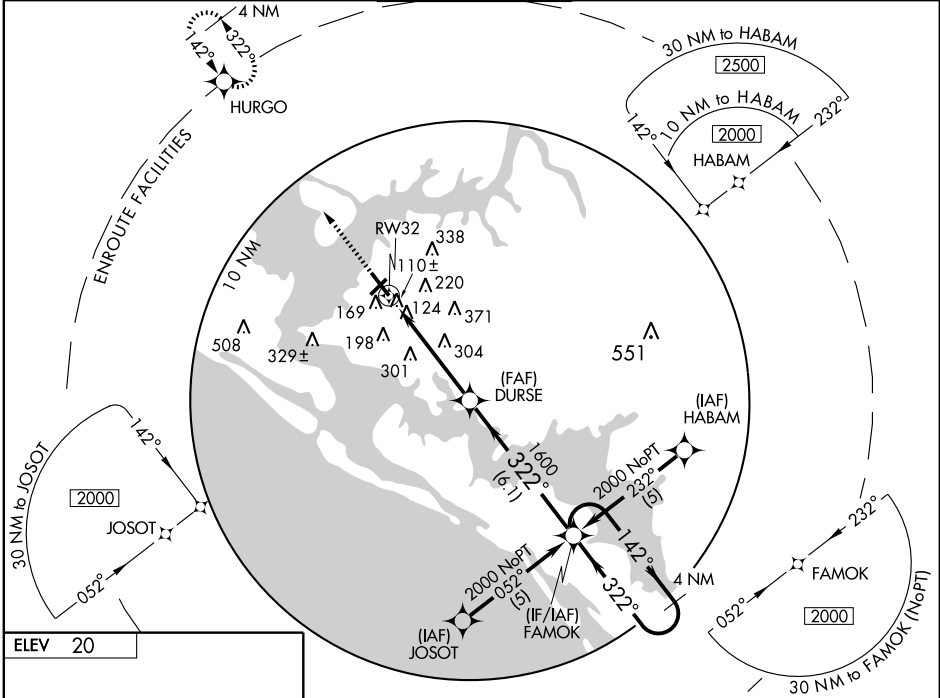 4 NM
142°
322°
HURGO
ENROUTE FACILITIES
30 NM to HABAM
2500
10 NM to HABAM
2000
142°
232°
HABAM
10 NM
RW32
338
110±
220
169
124
371
508
329±
198
304
301
551
(FAF)
DURSE
(IAF)
HABAM
1600
322°
(6.1)
2000 NoPT
232°
(5)
142°
4 NM
322°
2000 NoPT
052°
(5)
(IF/IAF)
FAMOK
(IAF)
JOSOT
30 NM to JOSOT
142°
2000
JOSOT
052°
232°
FAMOK
052°
2000
30 NM to FAMOK (NoPT)
ELEV 20